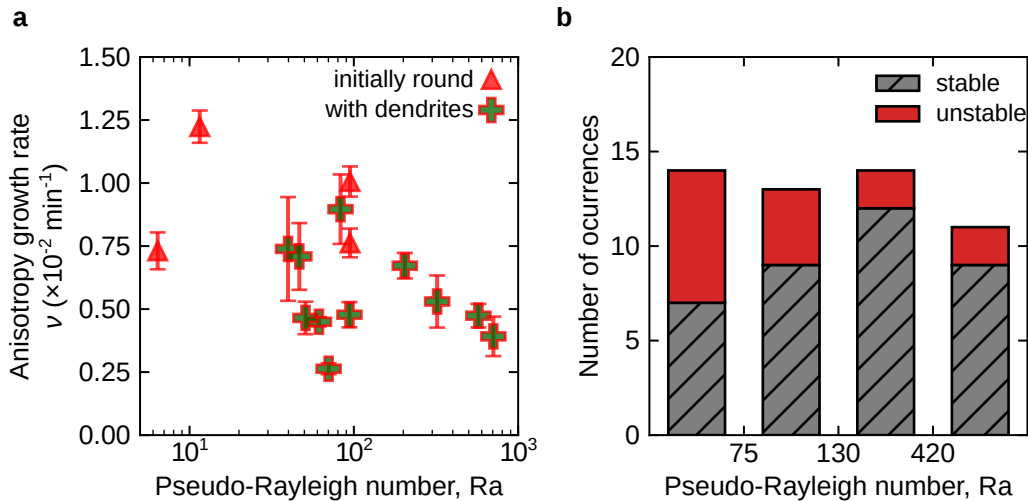 a
b
1.50
1.25
1.00
0.75
0.50
0.25
0.00
Anisotropy growth rate
ν (×10⁻² min⁻¹)
initially round
with dendrites
10¹
10²
10³
Pseudo-Rayleigh number, Ra
20
15
10
5
0
Number of ocurrences
stable
unstable
75
130
420
Pseudo-Rayleigh number, Ra